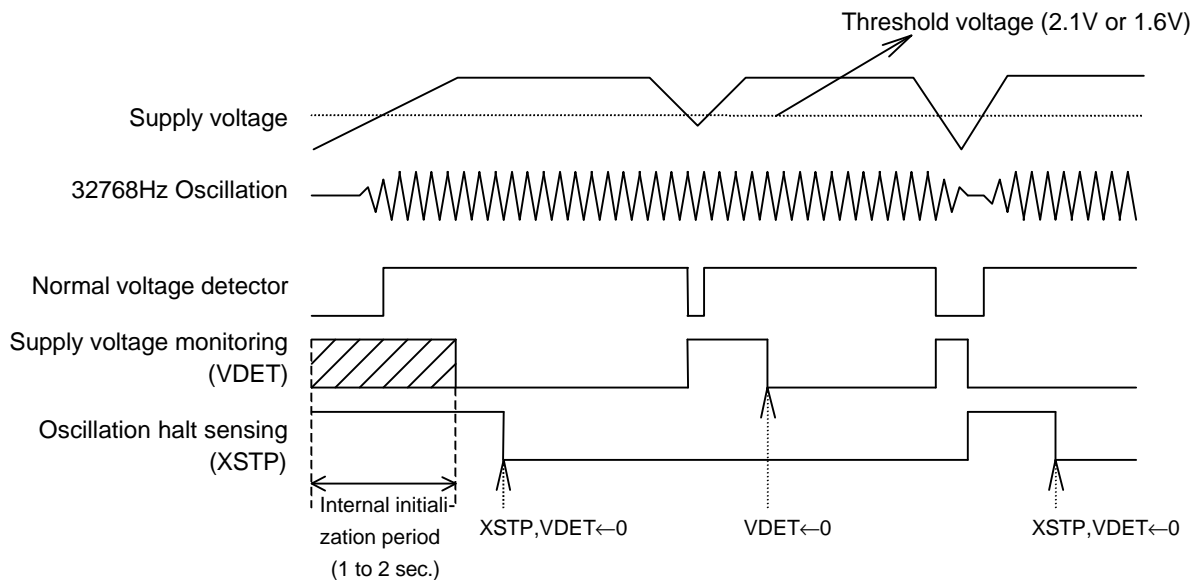 Threshold voltage (2.1V or 1.6V)
Supply voltage
32768Hz Oscillation
Normal voltage detector
Supply voltage monitoring
(VDET)
Oscillation halt sensing
(XSTP)
Internal initiali-
zation period
(1 to 2 sec.)
XSTP,VDET←0
VDET←0
XSTP,VDET←0